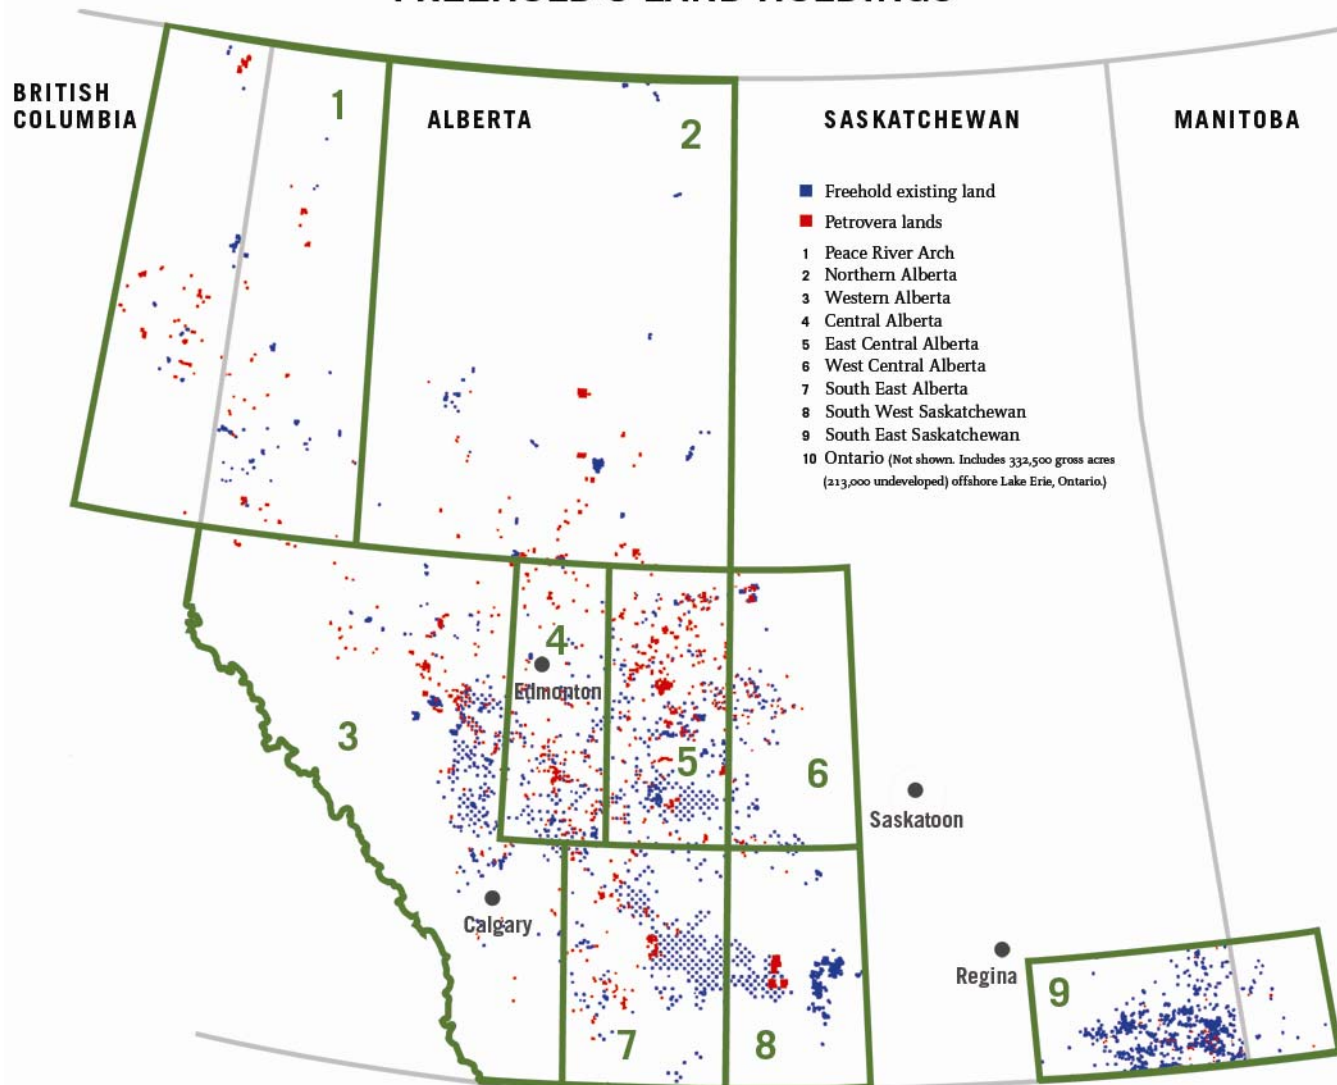 FREEHOLD'S LAND HOLDINGS
BRITISH
COLUMBIA
ALBERTA
SASKATCHEWAN
MANITOBA
1
2
Freehold existing land
Petrovera lands
1 Peace River Arch
2 Northern Alberta
3 Western Alberta
4 Central Alberta
5 East Central Alberta
6 West Central Alberta
7 South East Alberta
8 South West Saskatchewan
9 South East Saskatchewan
10 Ontario (Not shown. Includes 332,500 gross acres
(213,000 undeveloped) offshore Lake Erie, Ontario.)
4
Edmonton
3
5
6
Saskatoon
Calgary
Regina
9
7
8